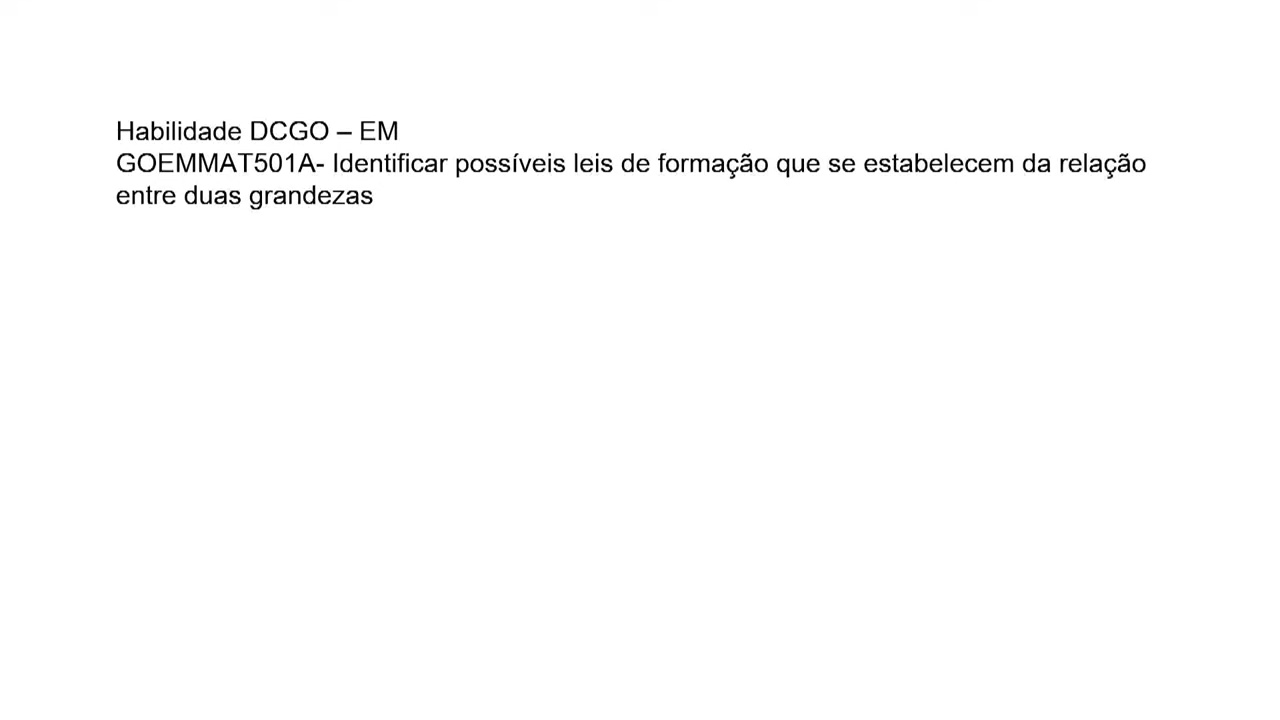 Habilidade DCGO – EM
GOEMMAT501A- Identificar possíveis leis de formação que se estabelecem da relação
entre duas grandezas